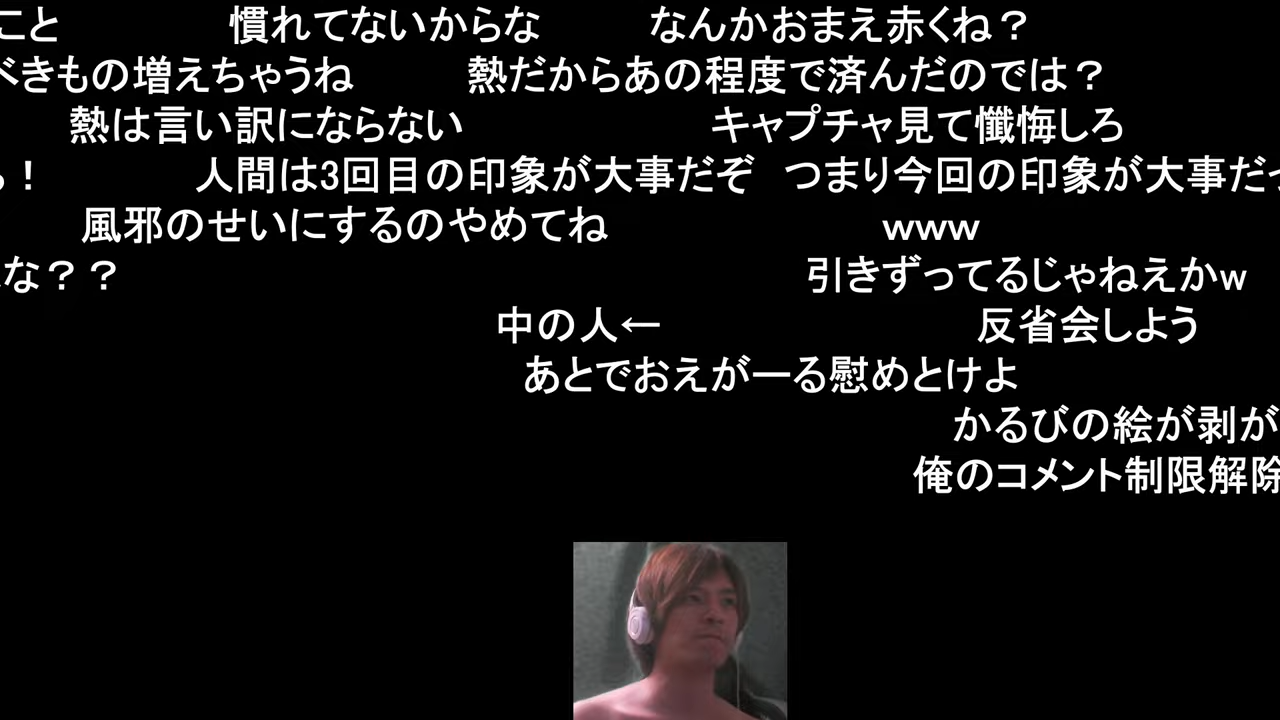 こと 慣れてないからな なんかおまえ赤くね？
べきもの増えちゃうね 熱だからあの程度で済んだのでは？
熱は言い訳にならない キャプチャ見て懺悔しろ
！ 人間は3回目の印象が大事だぞ つまり今回の印象が大事だっ
風邪のせいにするのやめてね www
な？？ 引きずってるじゃねえかw
中の人← 反省会しよう
あとでおえがーる慰めとけよ
かるびの絵が剥が
俺のコメント制限解除